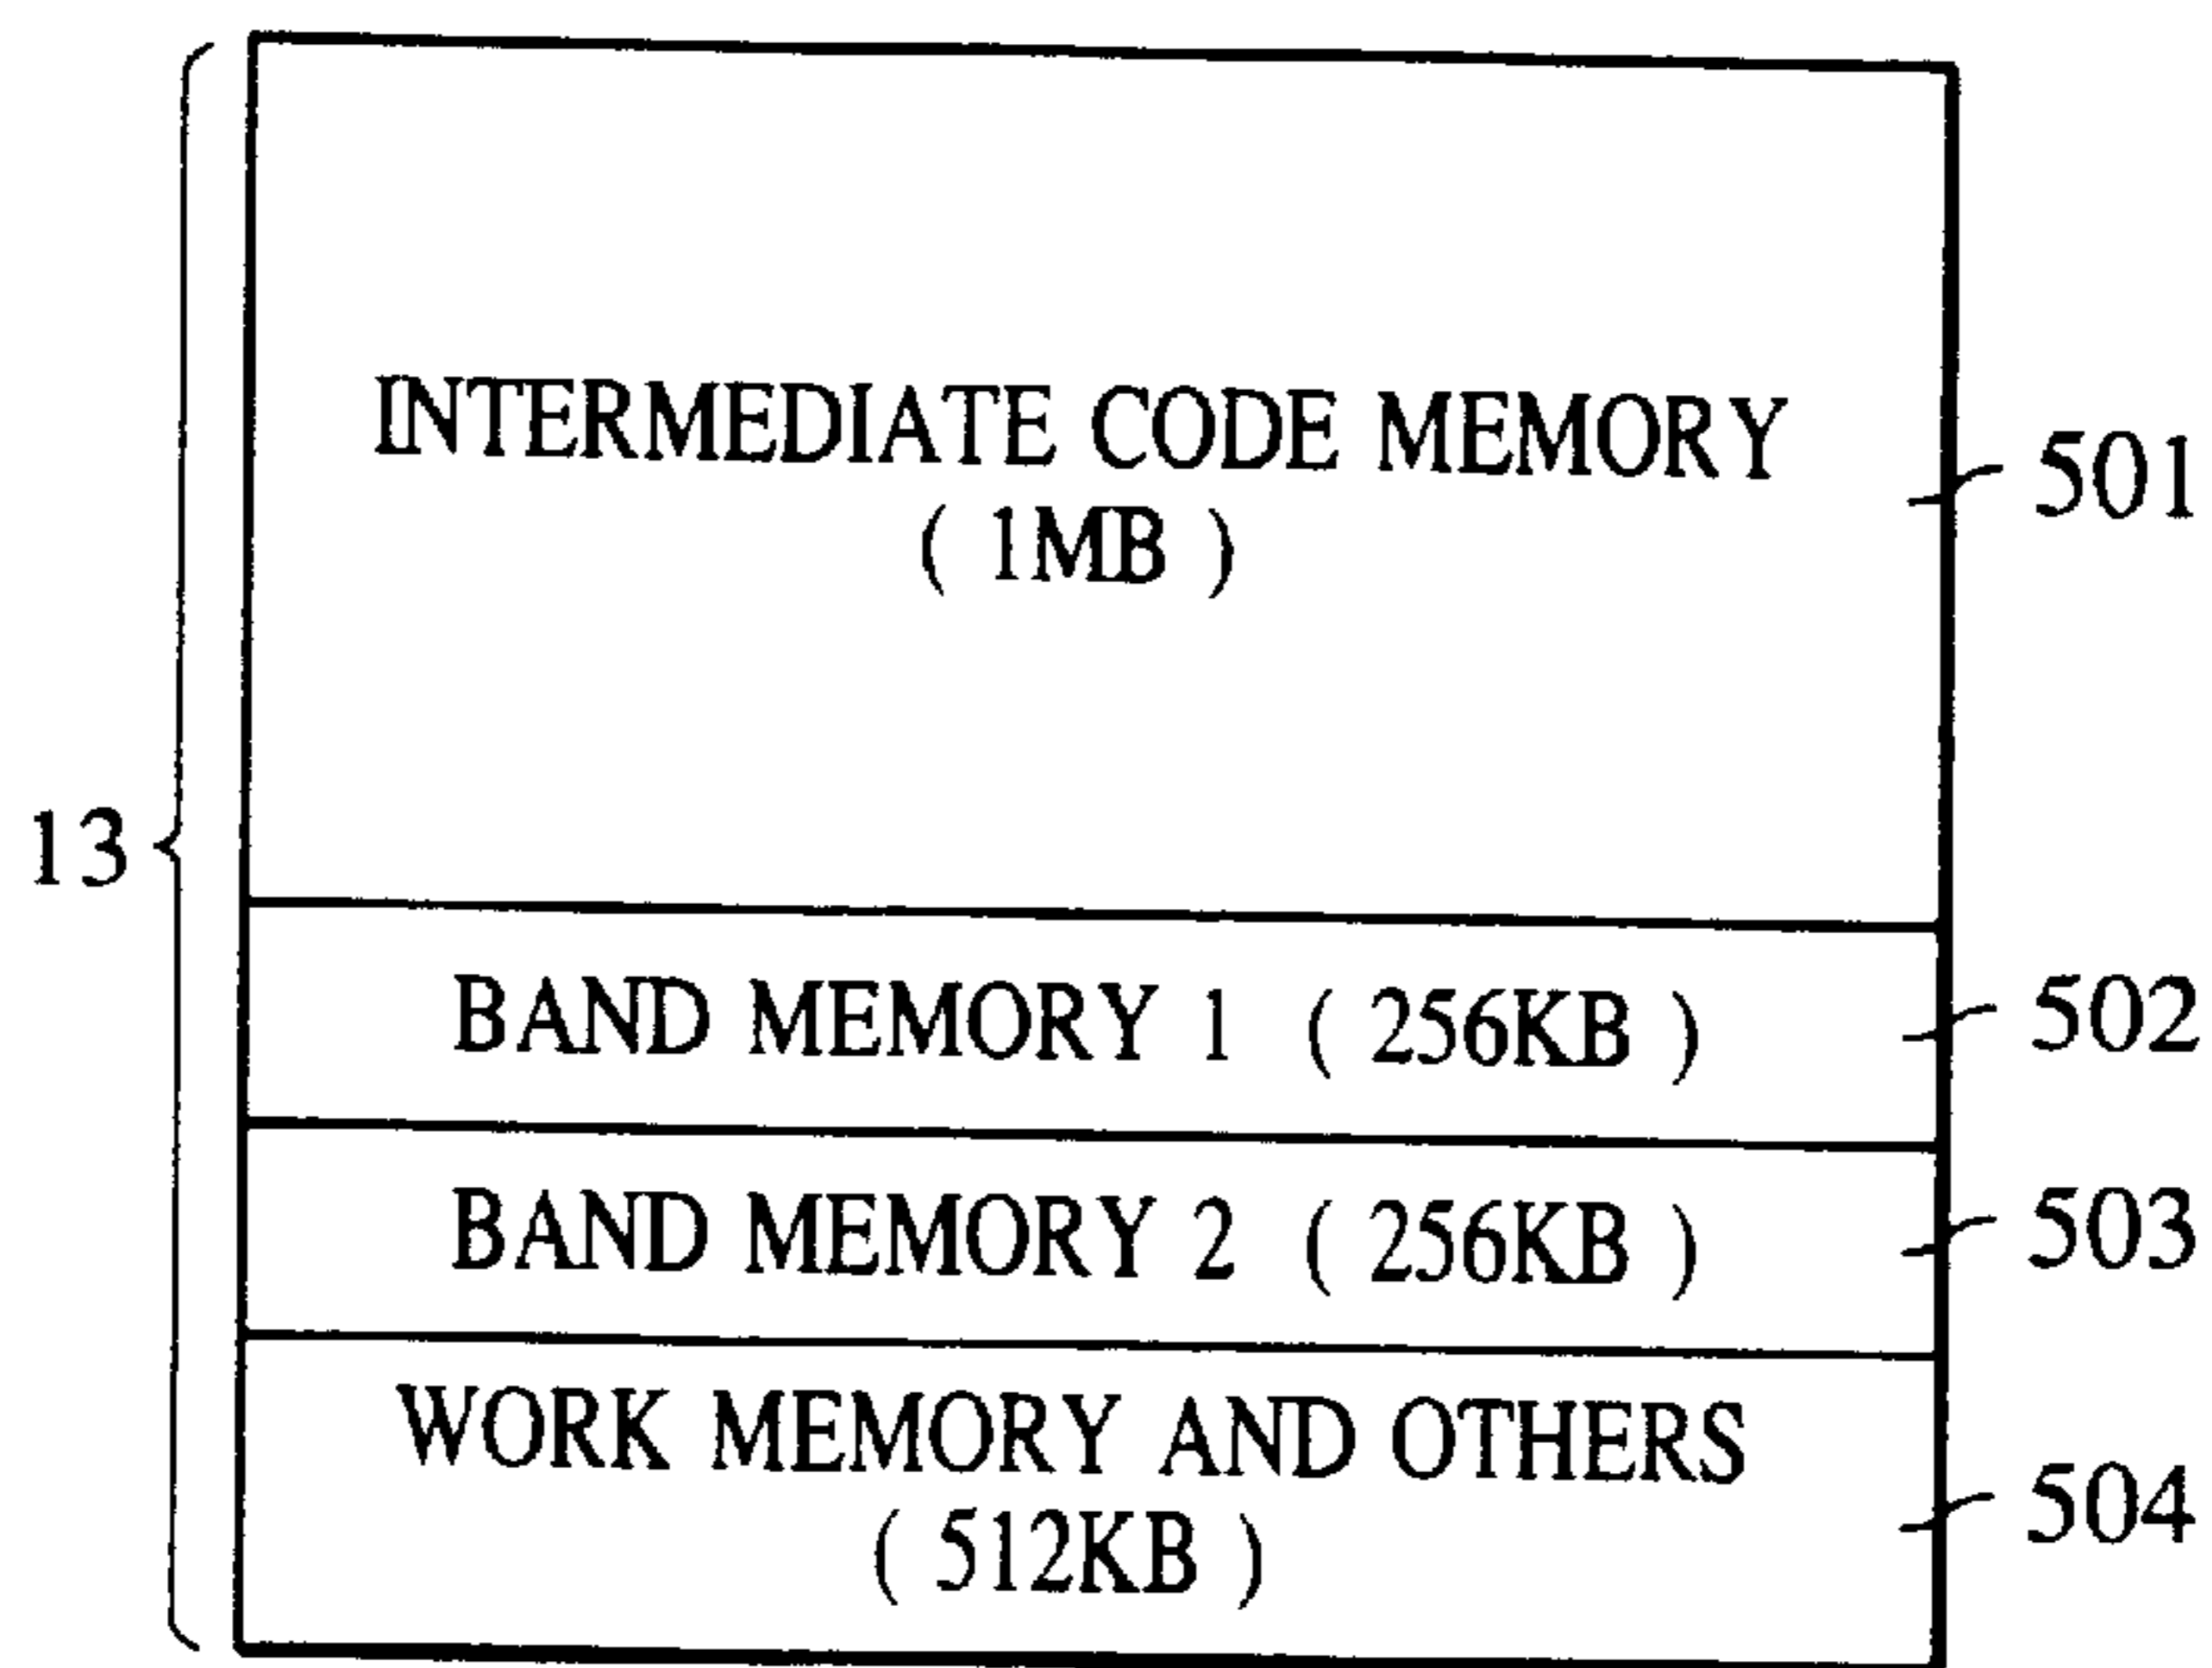 INTERMEDIATE CODE MEMORY
( 1MB )
501
13
BAND MEMORY 1 ( 256KB )
502
BAND MEMORY 2 ( 256KB )
503
WORK MEMORY AND OTHERS
( 512KB )
504